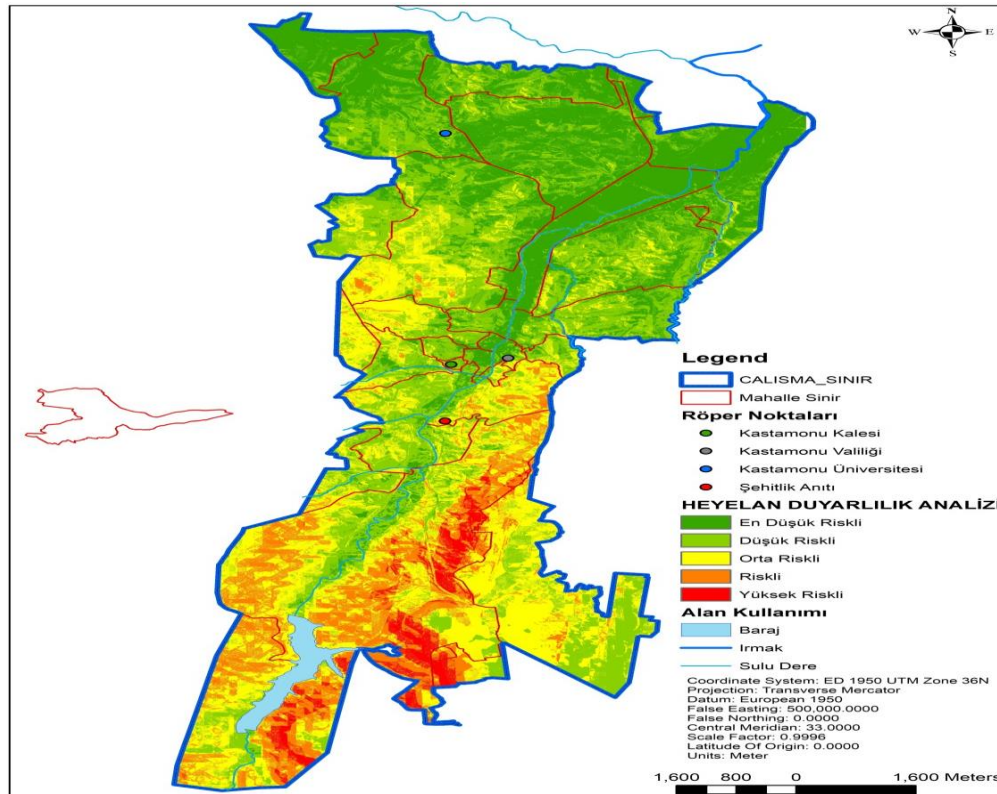 N
W E
S
Legend
CALISMA_SINIR
Mahalle Sinir
Röper Noktaları
Kastamonu Kalesi
Kastamonu Valiliği
Kastamonu Üniversitesi
Şehitlik Anıtı
HEYELAN DUYARLILIK ANALİZİ
En Düşük Riskli
Düşük Riskli
Orta Riskli
Riskli
Yüksek Riskli
Alan Kullanımı
Baraj
Irmak
Sulu Dere
Coordinate System: ED 1950 UTM Zone 36N
Projection: Transverse Mercator
Datum: European 1950
False Easting: 500,000.0000
False Northing: 0.0000
Central Meridian: 33.0000
Scale Factor: 0.9996
Latitude Of Origin: 0.0000
Units: Meter
1,600 800 0 1,600 Meters